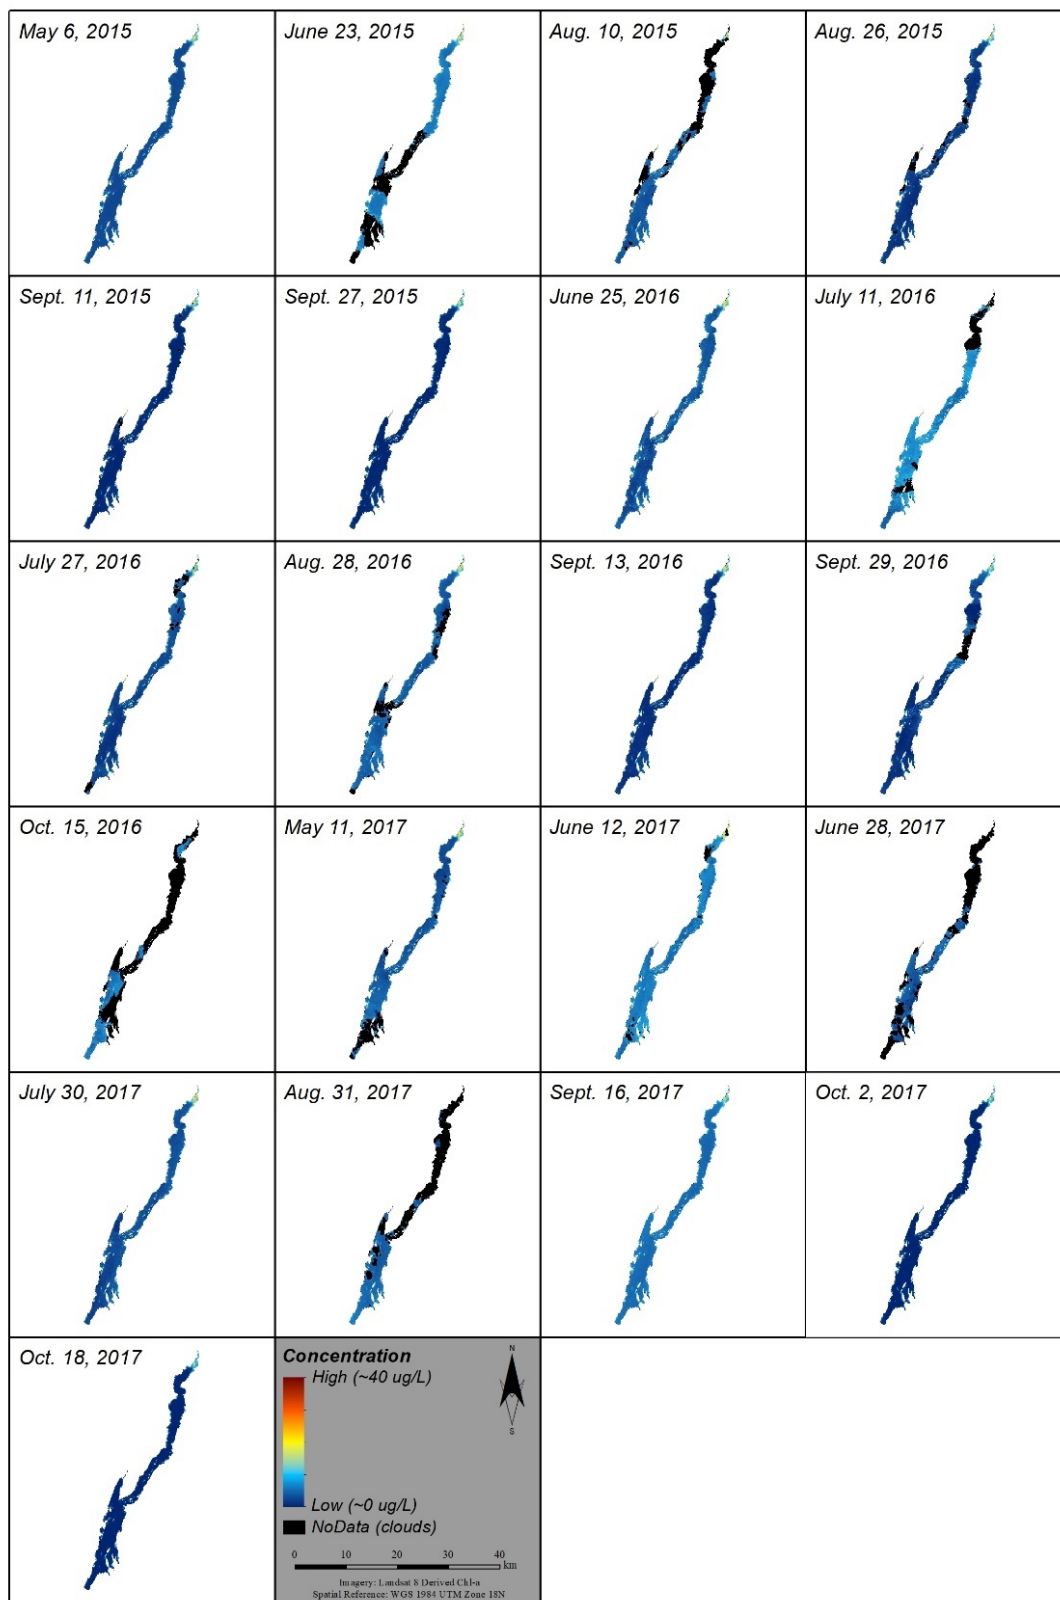 May 6, 2015
June 23, 2015
Aug. 10, 2015
Aug. 26, 2015
Sept. 11, 2015
Sept. 27, 2015
June 25, 2016
July 11, 2016
July 27, 2016
Aug. 28, 2016
Sept. 13, 2016
Sept. 29, 2016
Oct. 15, 2016
May 11, 2017
June 12, 2017
June 28, 2017
July 30, 2017
Aug. 31, 2017
Sept. 16, 2017
Oct. 2, 2017
Oct. 18, 2017
Concentration
High (~40 ug/L)
Low (~0 ug/L)
NoData (clouds)
N
S
0 10 20 30 40
km
Imagery: Landsat 8 Derived Chl-a
Spatial Reference: WGS 1984 UTM Zone 18N